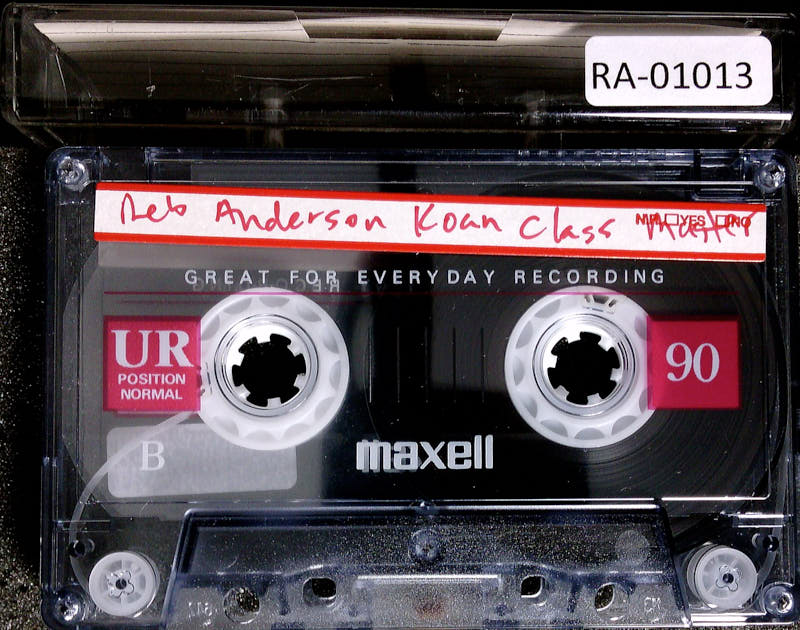 RA-01013
Reb Anderson Koan Class Master
NR □YES □NO
GREAT FOR EVERYDAY RECORDING
UR
POSITION
NORMAL
90
B
maxell